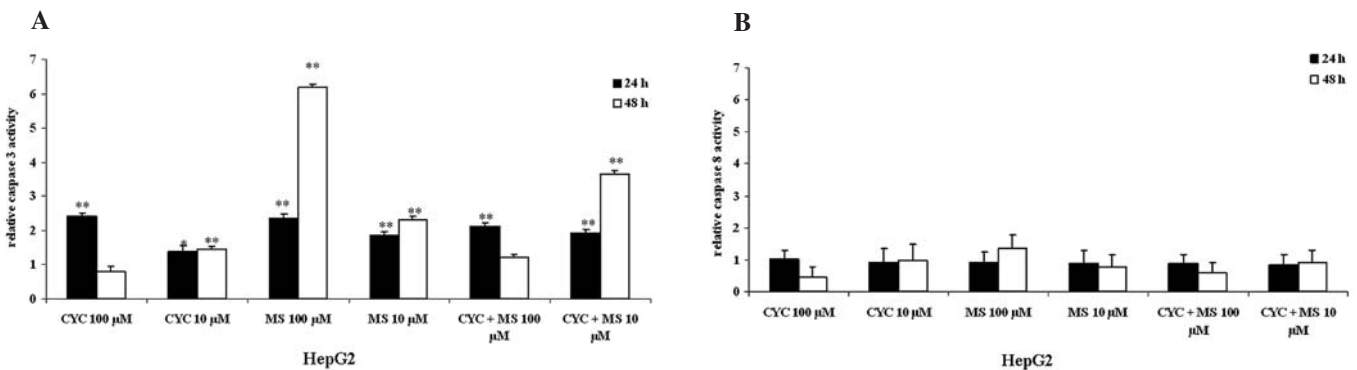 A
7
6
5
4
3
2
1
0
relative caspase 3 activity
24 h
48 h
**
*
**
**
**
**
**
**
**
**
CYC 100 µM
CYC 10 µM
MS 100 µM
MS 10 µM
CYC + MS 100
µM
CYC + MS 10
µM
HepG2
B
7
6
5
4
3
2
1
0
relative caspase 8 activity
24 h
48 h
CYC 100 µM
CYC 10 µM
MS 100 µM
MS 10 µM
CYC + MS 100
µM
CYC + MS 10
µM
HepG2